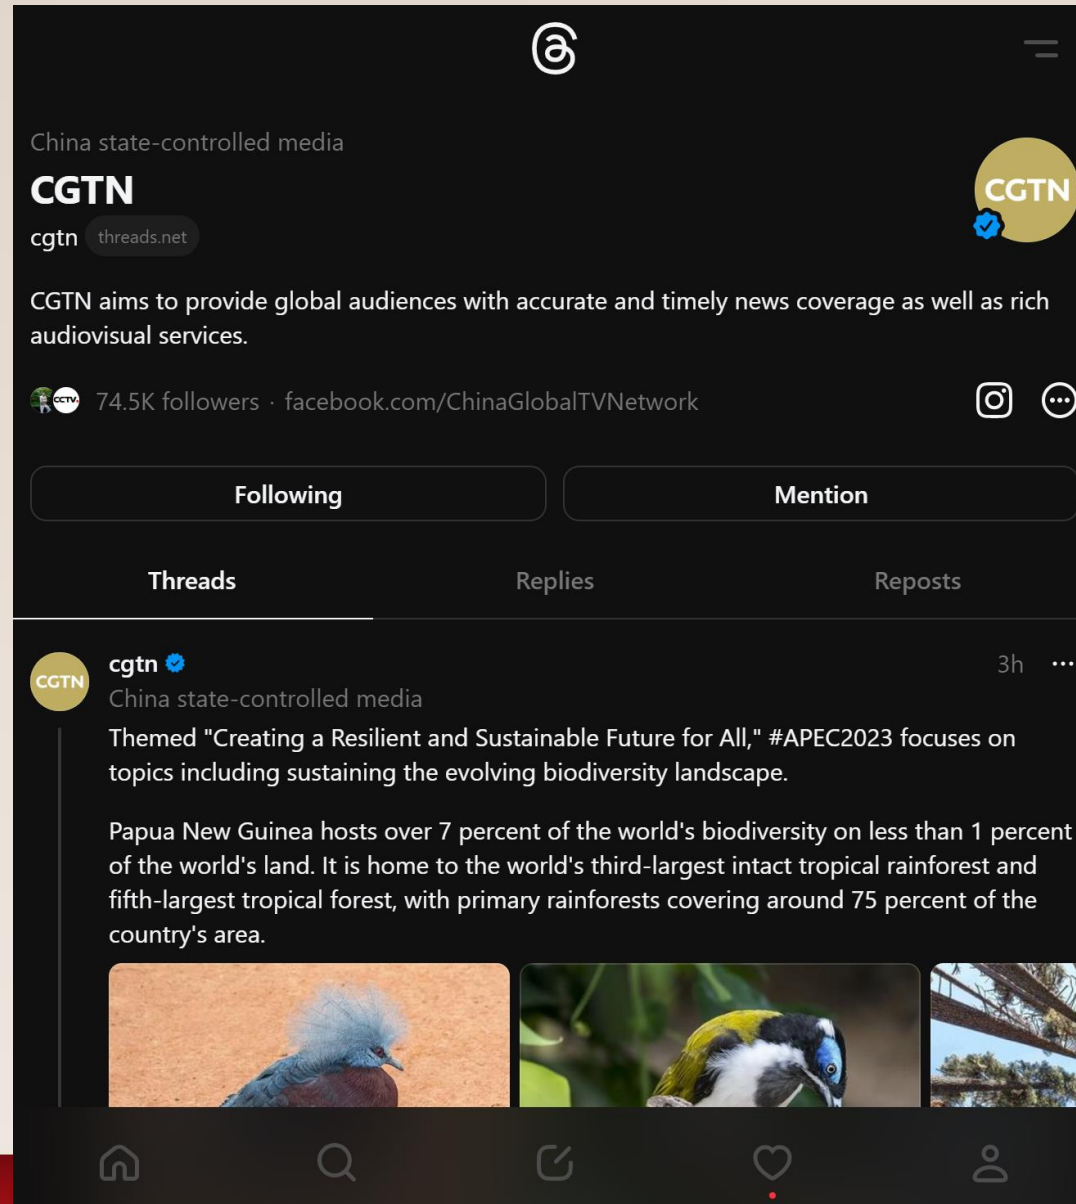 China state-controlled media
CGTN
cgtn threads.net
CGTN
CGTN aims to provide global audiences with accurate and timely news coverage as well as rich
audiovisual services.
CCTV.
74.5K followers · facebook.com/ChinaGlobalTVNetwork
Following Mention
Threads Replies Reposts
CGTN
cgtn 3h
China state-controlled media
Themed "Creating a Resilient and Sustainable Future for All," #APEC2023 focuses on
topics including sustaining the evolving biodiversity landscape.
Papua New Guinea hosts over 7 percent of the world's biodiversity on less than 1 percent
of the world's land. It is home to the world's third-largest intact tropical rainforest and
fifth-largest tropical forest, with primary rainforests covering around 75 percent of the
country's area.